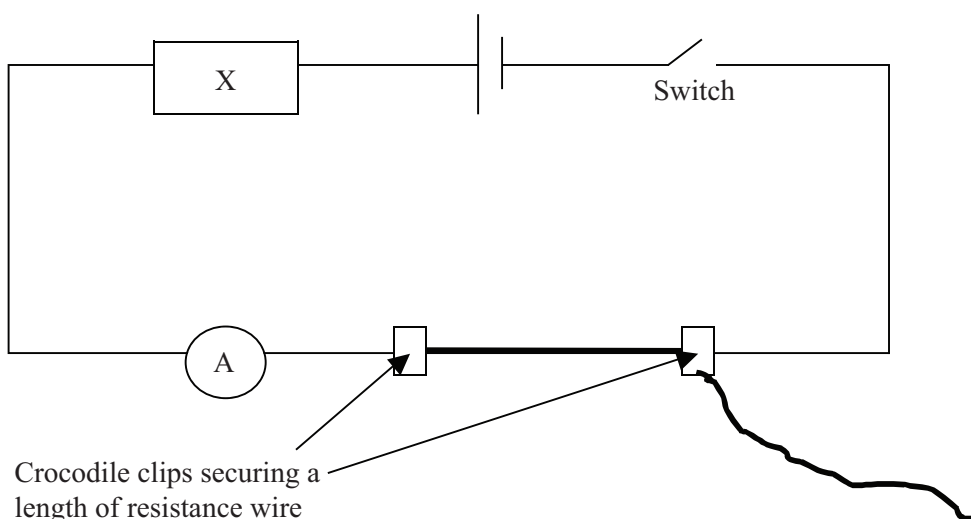 X
Switch
A
Crocodile clips securing a
length of resistance wire